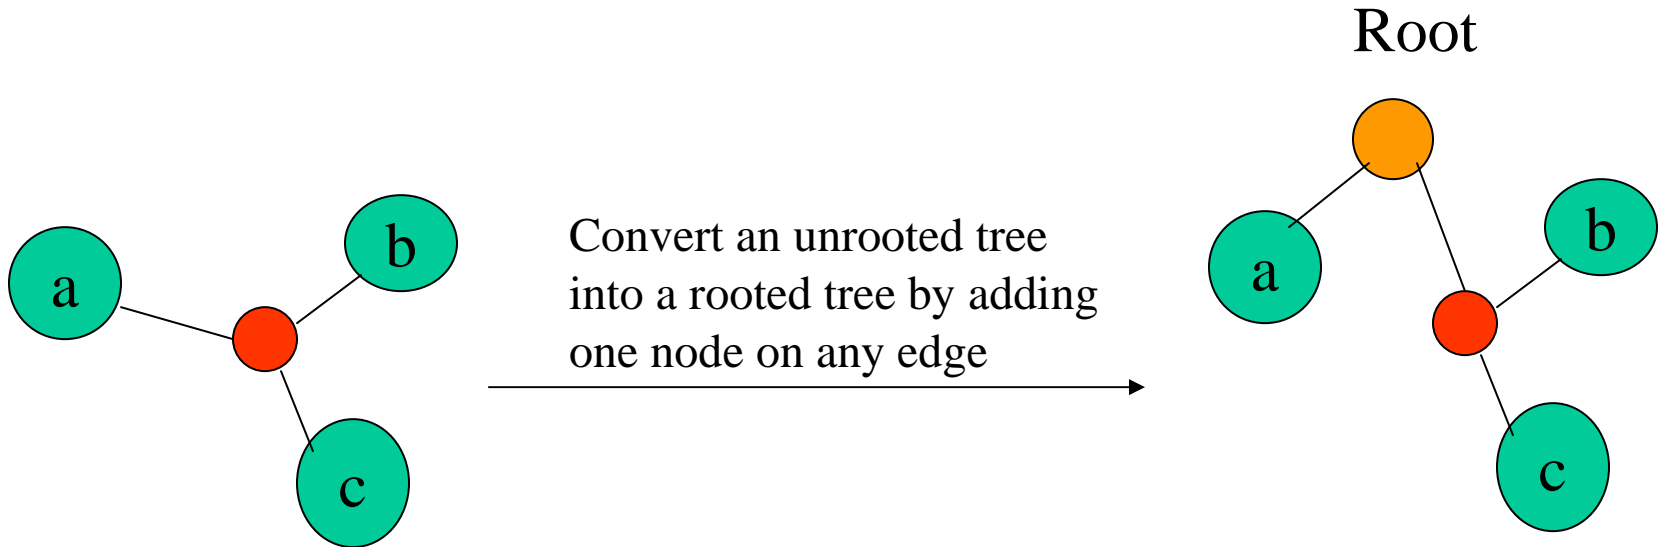 Root
a
b
c
Convert an unrooted tree
into a rooted tree by adding
one node on any edge
a
b
c